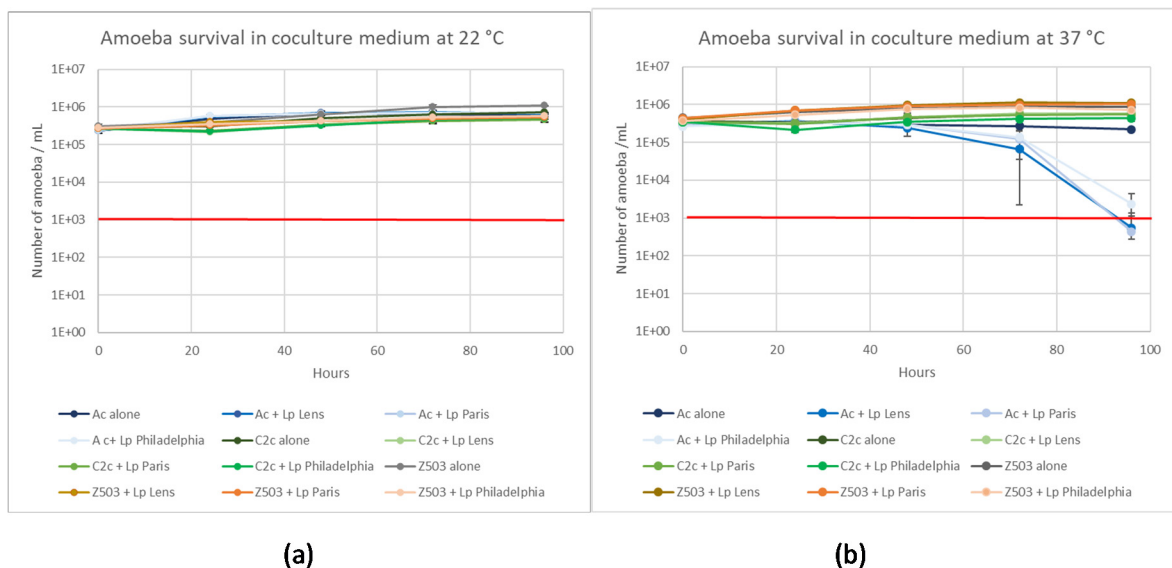 Amoeba survival in coculture medium at 22 °C
Number of amoeba / mL
1E+07
1E+06
1E+05
1E+04
1E+03
1E+02
1E+01
1E+00
0 20 40 60 80 100
Hours
Ac alone Ac + Lp Lens Ac + Lp Paris
A c + Lp Philadelphia C2c alone C2c + Lp Lens
C2c + Lp Paris C2c + Lp Philadelphia Z503 alone
Z503 + Lp Lens Z503 + Lp Paris Z503 + Lp Philadelphia
(a)
Amoeba survival in coculture medium at 37 °C
Number of amoeba /mL
1E+07
1E+06
1E+05
1E+04
1E+03
1E+02
1E+01
1E+00
0 20 40 60 80 100
Hours
Ac alone Ac + Lp Lens Ac + Lp Paris
Ac + Lp Philadelphia C2c alone C2c + Lp Lens
C2c + Lp Paris C2c + Lp Philadelphia Z503 alone
Z503 + Lp Lens Z503 + Lp Paris Z503 + Lp Philadelphia
(b)